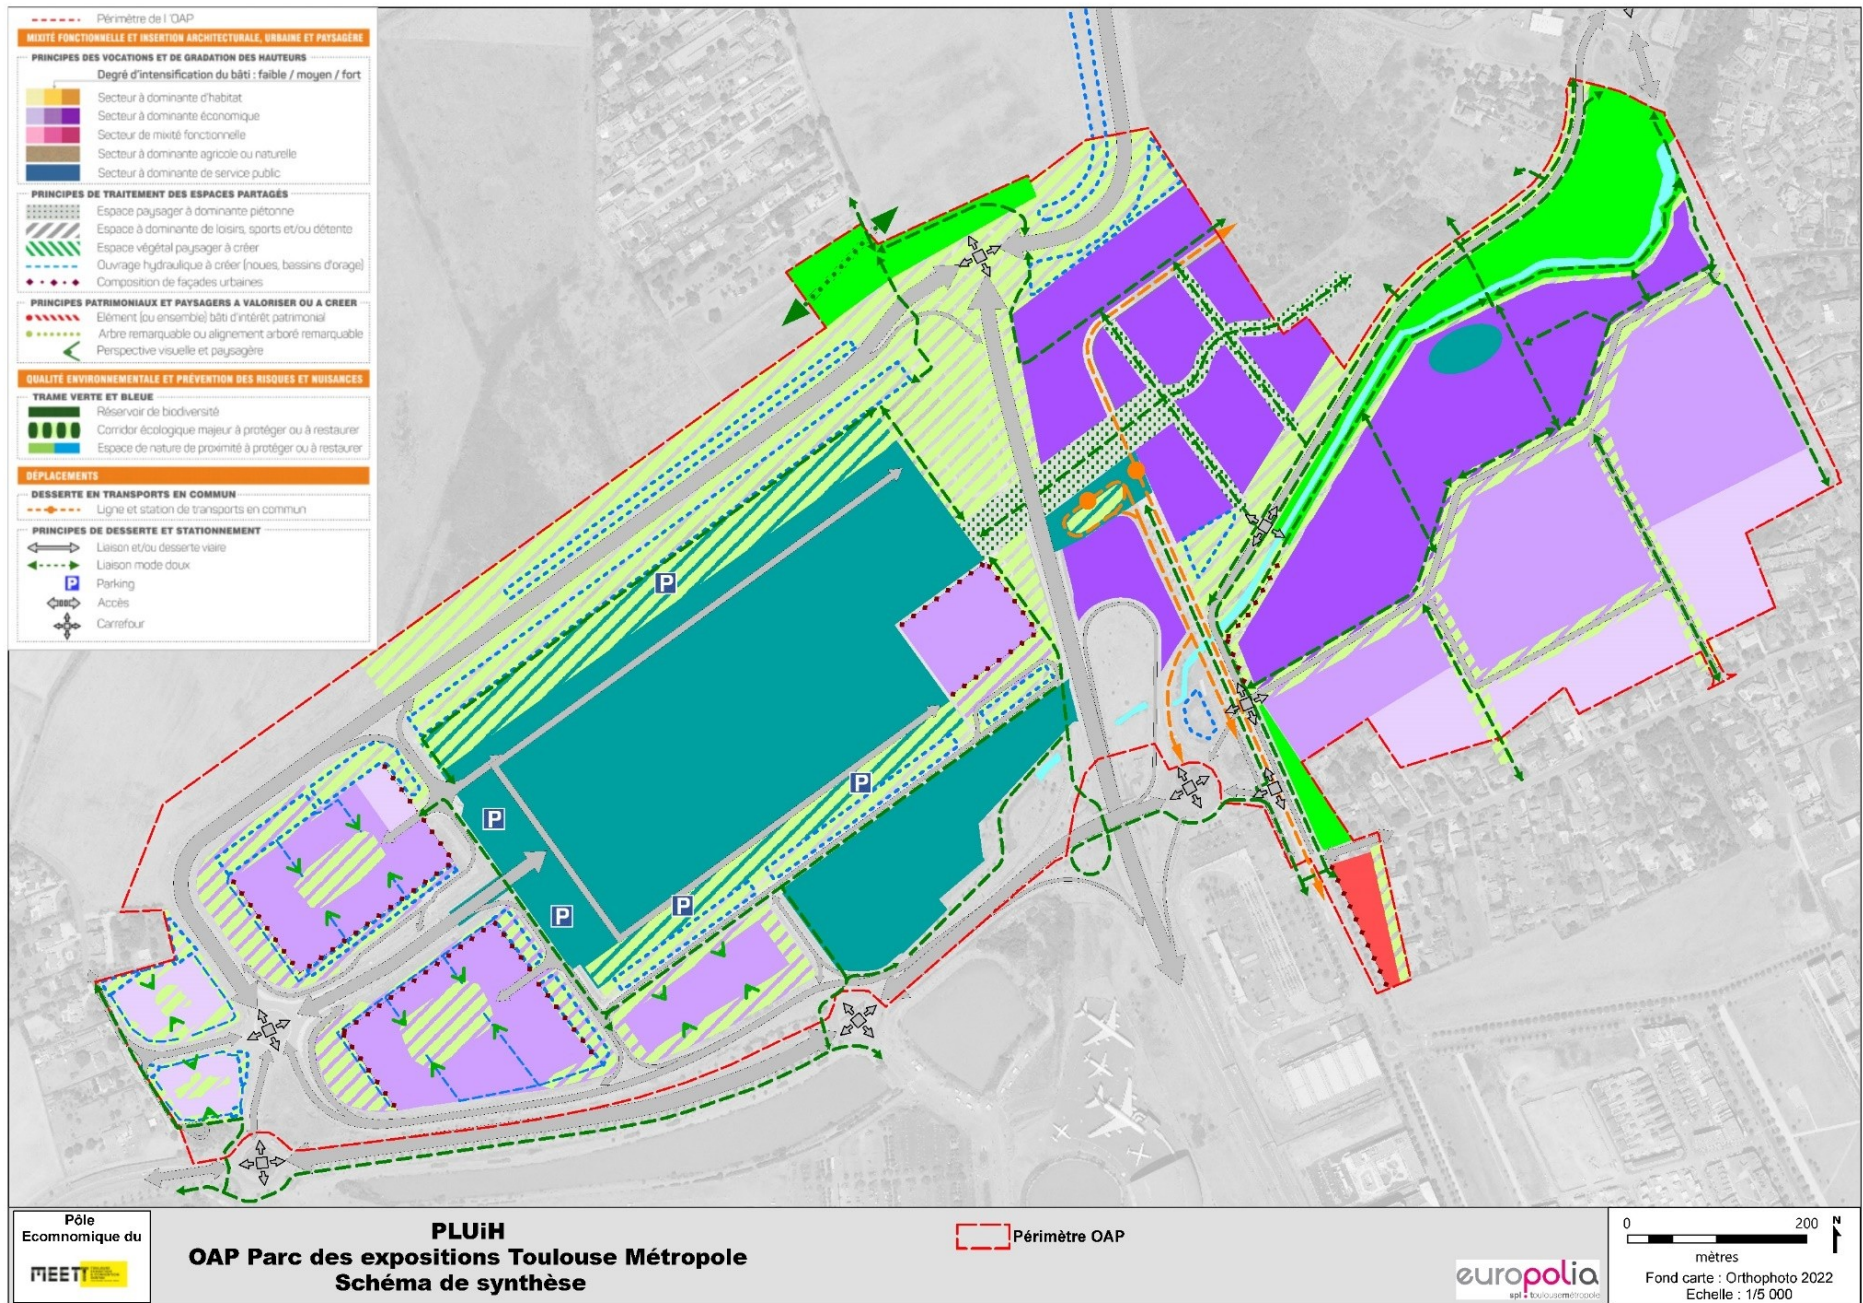 Périmètre de l 'OAP
MIXITÉ FONCTIONNELLE ET INSERTION ARCHITECTURALE, URBAINE ET PAYSAGÈRE
PRINCIPES DES VOCATIONS ET DE GRADATION DES HAUTEURS
Degré d'intensification du bâti : faible / moyen / fort
Secteur à dominante d'habitat
Secteur à dominante économique
Secteur de mixité fonctionnelle
Secteur à dominante agricole ou naturelle
Secteur à dominante de service public
PRINCIPES DE TRAITEMENT DES ESPACES PARTAGÉS
Espace paysager à dominante piétonne
Espace à dominante de loisirs, sports et/ou détente
Espace végétal paysager à créer
Ouvrage hydraulique à créer (noues, bassins d'orage)
Composition de façades urbaines
PRINCIPES PATRIMONIAUX ET PAYSAGERS A VALORISER OU A CREER
Elément (ou ensemble) bâti d'intérêt patrimonial
Arbre remarquable ou alignement arboré remarquable
Perspective visuelle et paysagère
QUALITÉ ENVIRONNEMENTALE ET PRÉVENTION DES RISQUES ET NUISANCES
TRAME VERTE ET BLEUE
Réservoir de biodiversité
Corridor écologique majeur à protéger ou à restaurer
Espace de nature de proximité à protéger ou à restaurer
DÉPLACEMENTS
DESSERTE EN TRANSPORTS EN COMMUN
Ligne et station de transports en commun
PRINCIPES DE DESSERTE ET STATIONNEMENT
Liaison et/ou desserte viaire
Liaison mode doux
P Parking
Accès
Carrefour
P
P
P
P
P
Pôle
Ecomnomique du
MEETT
PLUiH
OAP Parc des expositions Toulouse Métropole
Schéma de synthèse
Périmètre OAP
europolia
spl toulousemétropole
0 200
N
mètres
Fond carte : Orthophoto 2022
Echelle : 1/5 000